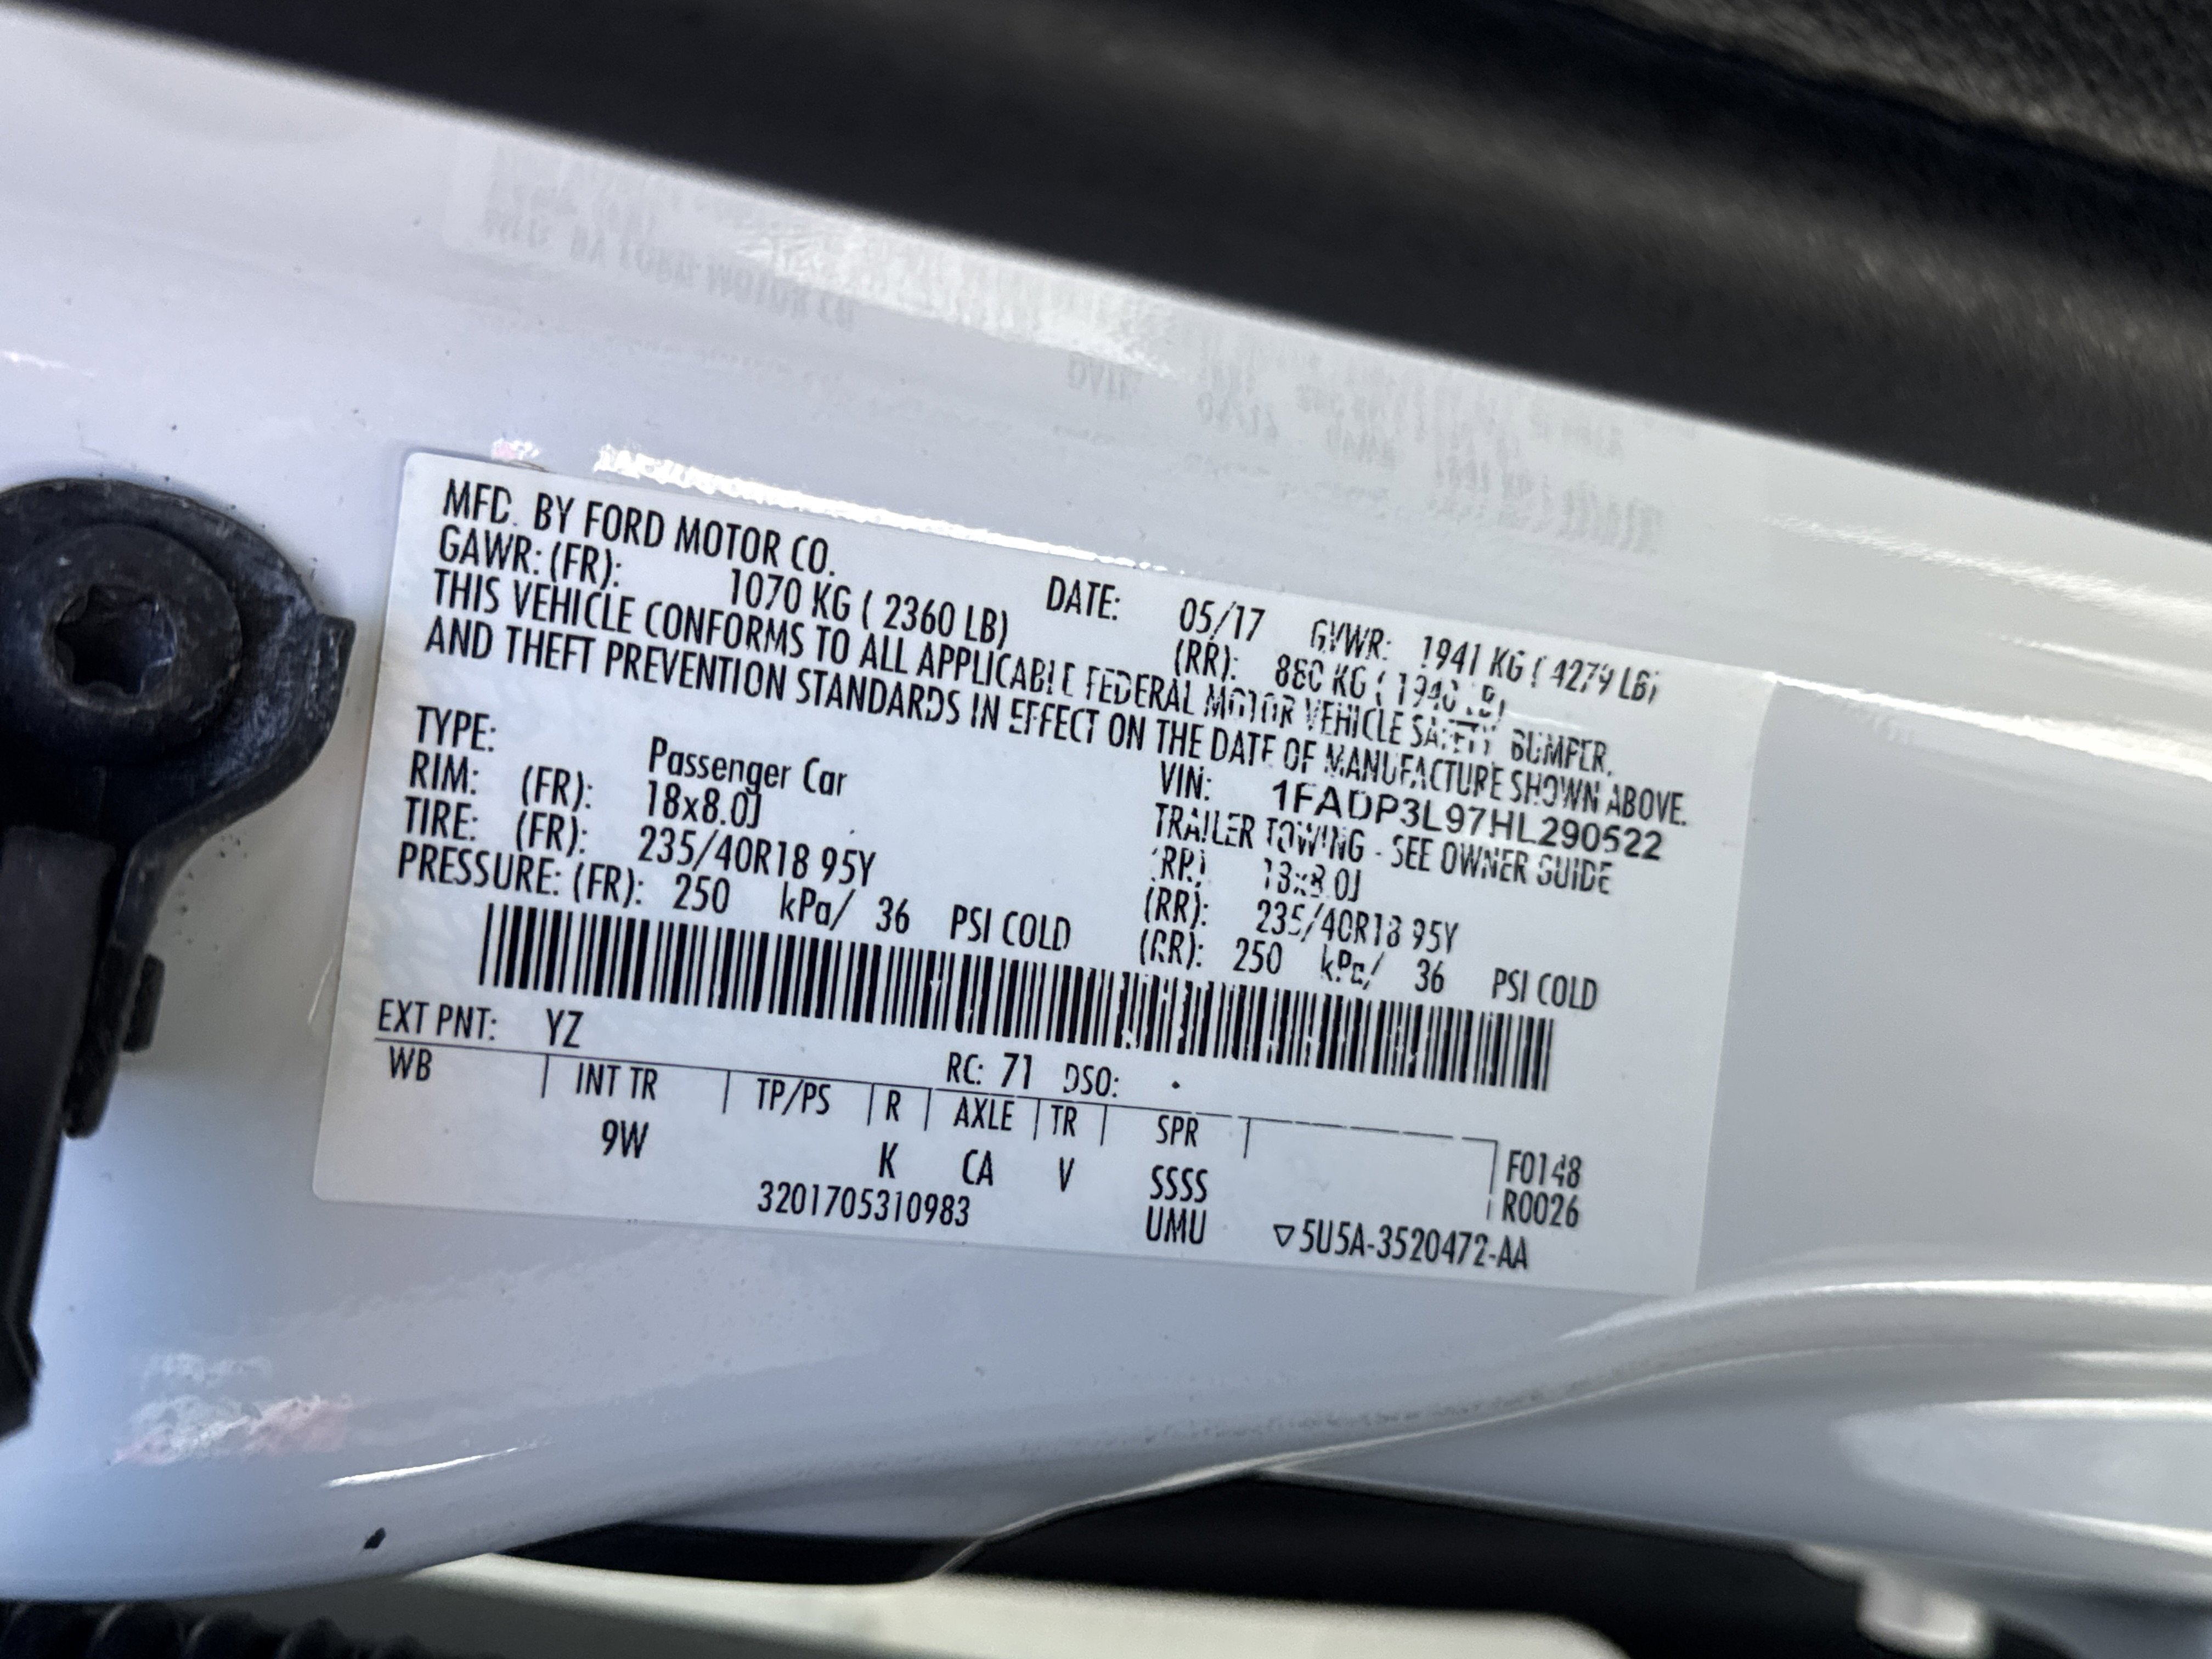 MFD. BY FORD MOTOR CO. DATE: 05/17 GVWR: 1941 KG ( 4279 LB)
GAWR: (FR): 1070 KG ( 2360 LB) (RR): 880 KG ( 1940 LB)
THIS VEHICLE CONFORMS TO ALL APPLICABLE FEDERAL MOTOR VEHICLE SAFETY, BUMPER,
AND THEFT PREVENTION STANDARDS IN EFFECT ON THE DATE OF MANUFACTURE SHOWN ABOVE.
VIN: 1FADP3L97HL290522
TYPE: Passenger Car TRAILER TOWING - SEE OWNER GUIDE
RIM: (FR): 18x8.0J (RR): 18x8.0J
TIRE: (FR): 235/40R18 95Y (RR): 235/40R18 95Y
PRESSURE: (FR): 250 kPa/ 36 PSI COLD (RR): 250 kPa/ 36 PSI COLD
EXT PNT: YZ RC: 71 DSO:
WB INT TR TP/PS R AXLE TR SPR F0148
9W K CA V SSSS R0026
3201705310983 UMU ▽5U5A-3520472-AA